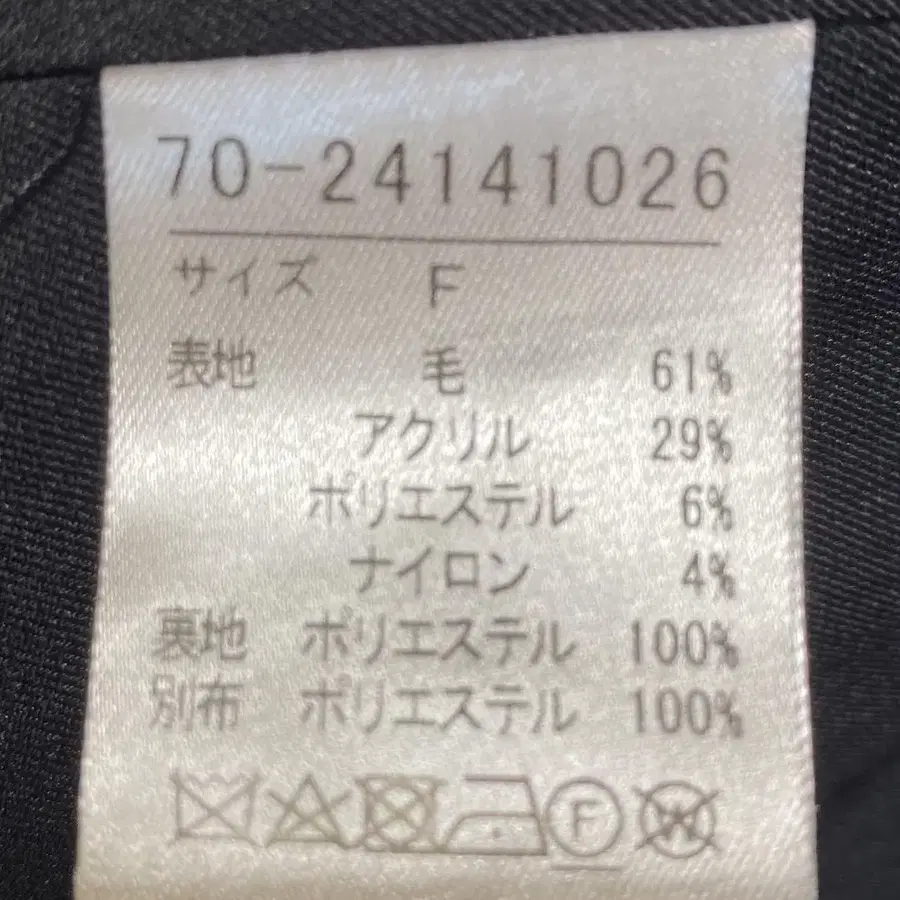 70-24141026
サイズ F
表地 毛 61%
アクリル 29%
ポリエステル 6%
ナイロン 4%
裏地 ポリエステル 100%
別布 ポリエステル 100%
F W